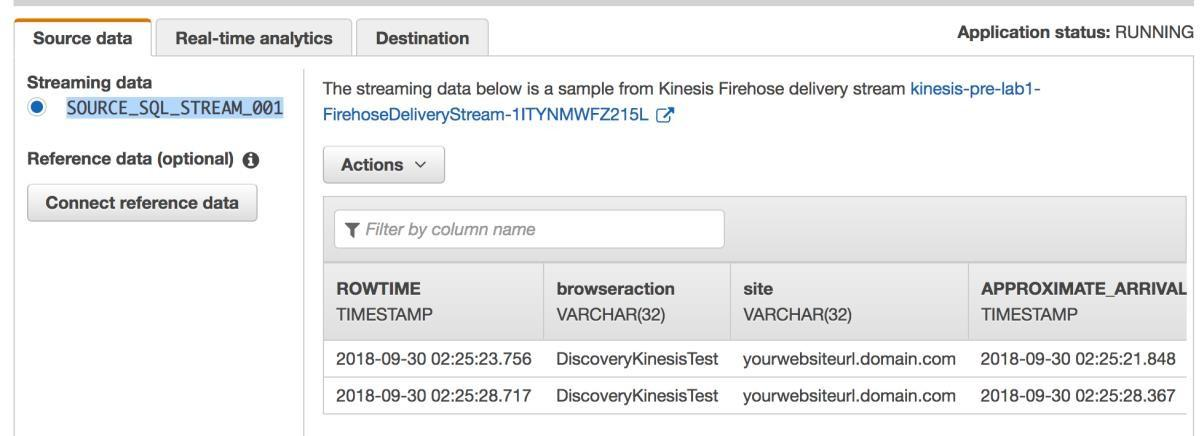 Source data
Real-time analytics
Destination
Application status: RUNNING
Streaming data
SOURCE_SQL_STREAM_001
Reference data (optional)
Connect reference data
The streaming data below is a sample from Kinesis Firehose delivery stream kinesis-pre-lab1-
FirehoseDeliveryStream-1ITYNMWFZ215L
Actions
Filter by column name
ROWTIME browseraction site APPROXIMATE_ARRIVAL
TIMESTAMP VARCHAR(32) VARCHAR(32) TIMESTAMP
2018-09-30 02:25:23.756 DiscoveryKinesisTest yourwebsiteurl.domain.com 2018-09-30 02:25:21.848
2018-09-30 02:25:28.717 DiscoveryKinesisTest yourwebsiteurl.domain.com 2018-09-30 02:25:28.367